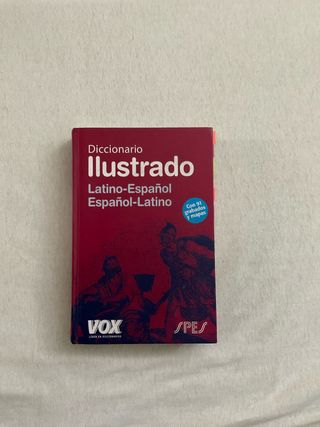 Diccionario
Ilustrado
Latino-Español
Español-Latino
Con 91
grabados
y mapas
VOX
SPES